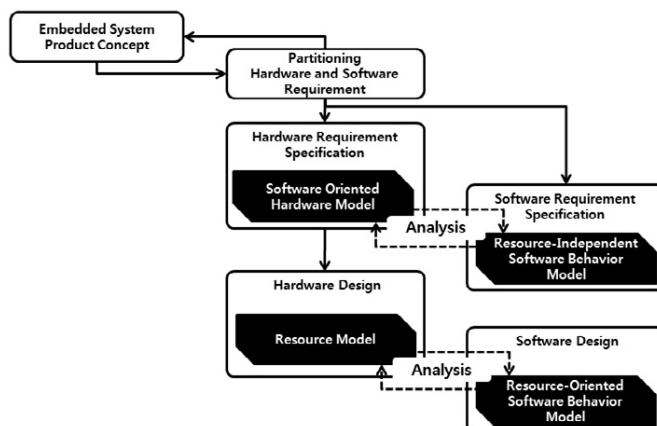 Embedded System
Product Concept
Partitioning
Hardware and Software
Requirement
Hardware Requirement
Specification
Software Oriented
Hardware Model
Analysis
Software Requirement
Specification
Resource-Independent
Software Behavior
Model
Hardware Design
Resource Model
Analysis
Software Design
Resource-Oriented
Software Behavior
Model